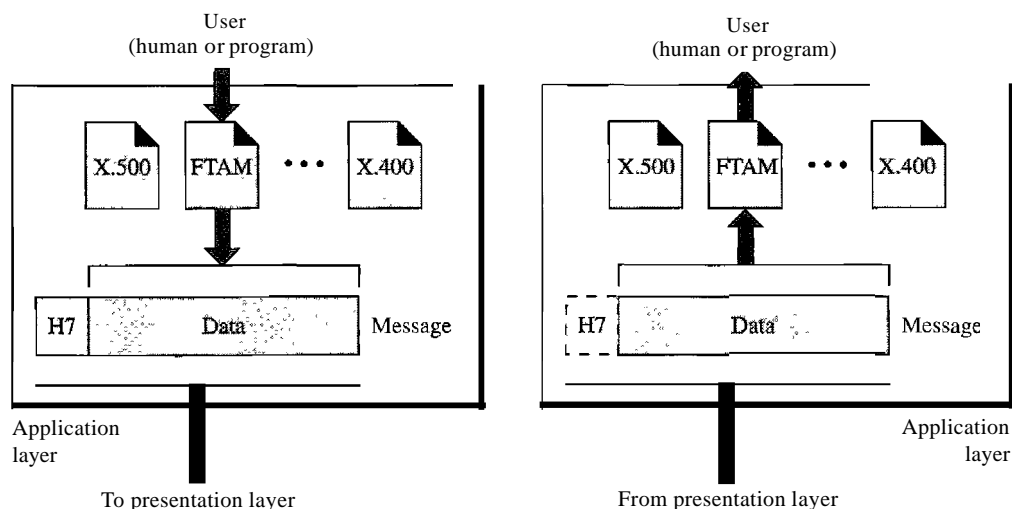 User
(human or program)
X.500
FTAM
X.400
H7
Data
Message
Application
layer
To presentation layer
User
(human or program)
X.500
FTAM
X.400
H7
Data
Message
Application
layer
From presentation layer